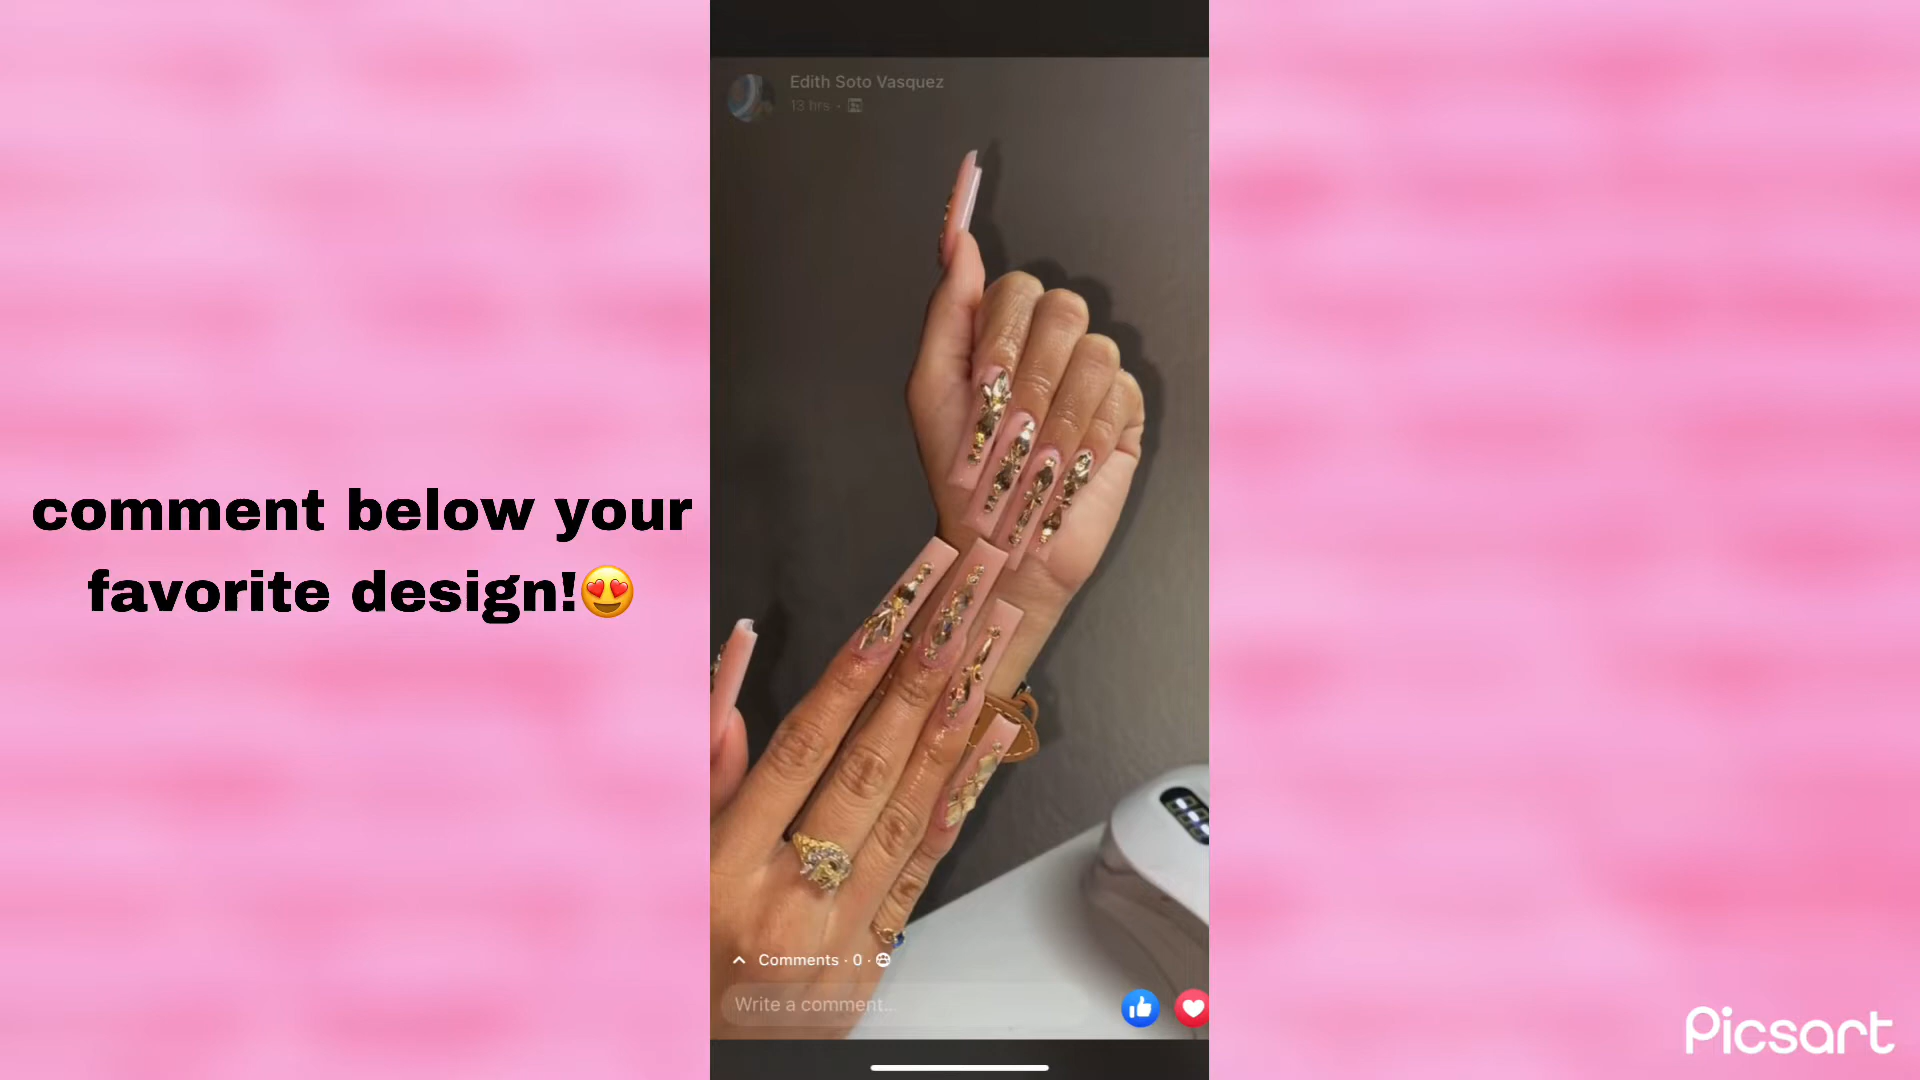 Edith Soto Vasquez
13 hrs ·
comment below your
favorite design!😍
Comments · 0 ·
Write a comment...
Picsart